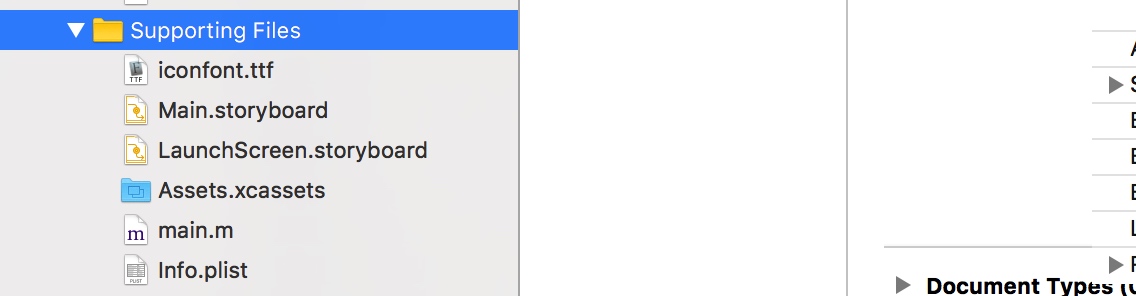 Supporting Files
iconfont.ttf
Main.storyboard
LaunchScreen.storyboard
Assets.xcassets
main.m
Info.plist
Document Types